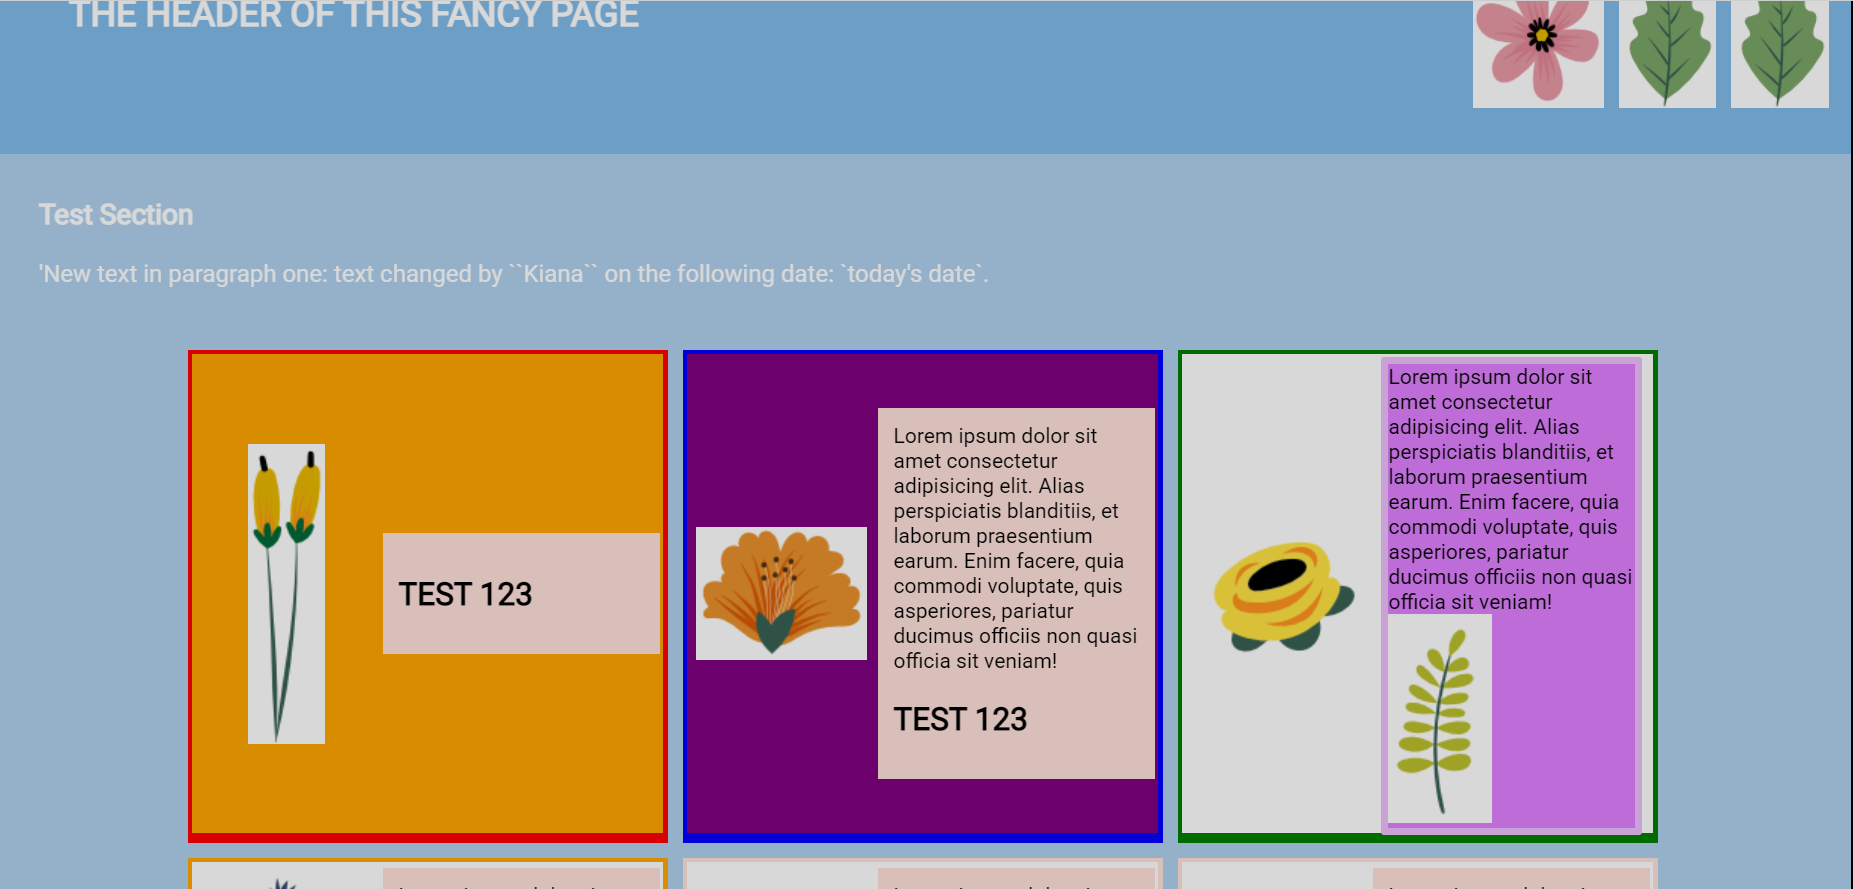 THE HEADER OF THIS FANCY PAGE
Test Section
'New text in paragraph one: text changed by ``Kiana`` on the following date: `today's date`.
TEST 123
Lorem ipsum dolor sit
amet consectetur
adipisicing elit. Alias
perspiciatis blanditiis, et
laborum praesentium
earum. Enim facere, quia
commodi voluptate, quis
asperiores, pariatur
ducimus officiis non quasi
officia sit veniam!
TEST 123
Lorem ipsum dolor sit
amet consectetur
adipisicing elit. Alias
perspiciatis blanditiis, et
laborum praesentium
earum. Enim facere, quia
commodi voluptate, quis
asperiores, pariatur
ducimus officiis non quasi
officia sit veniam!